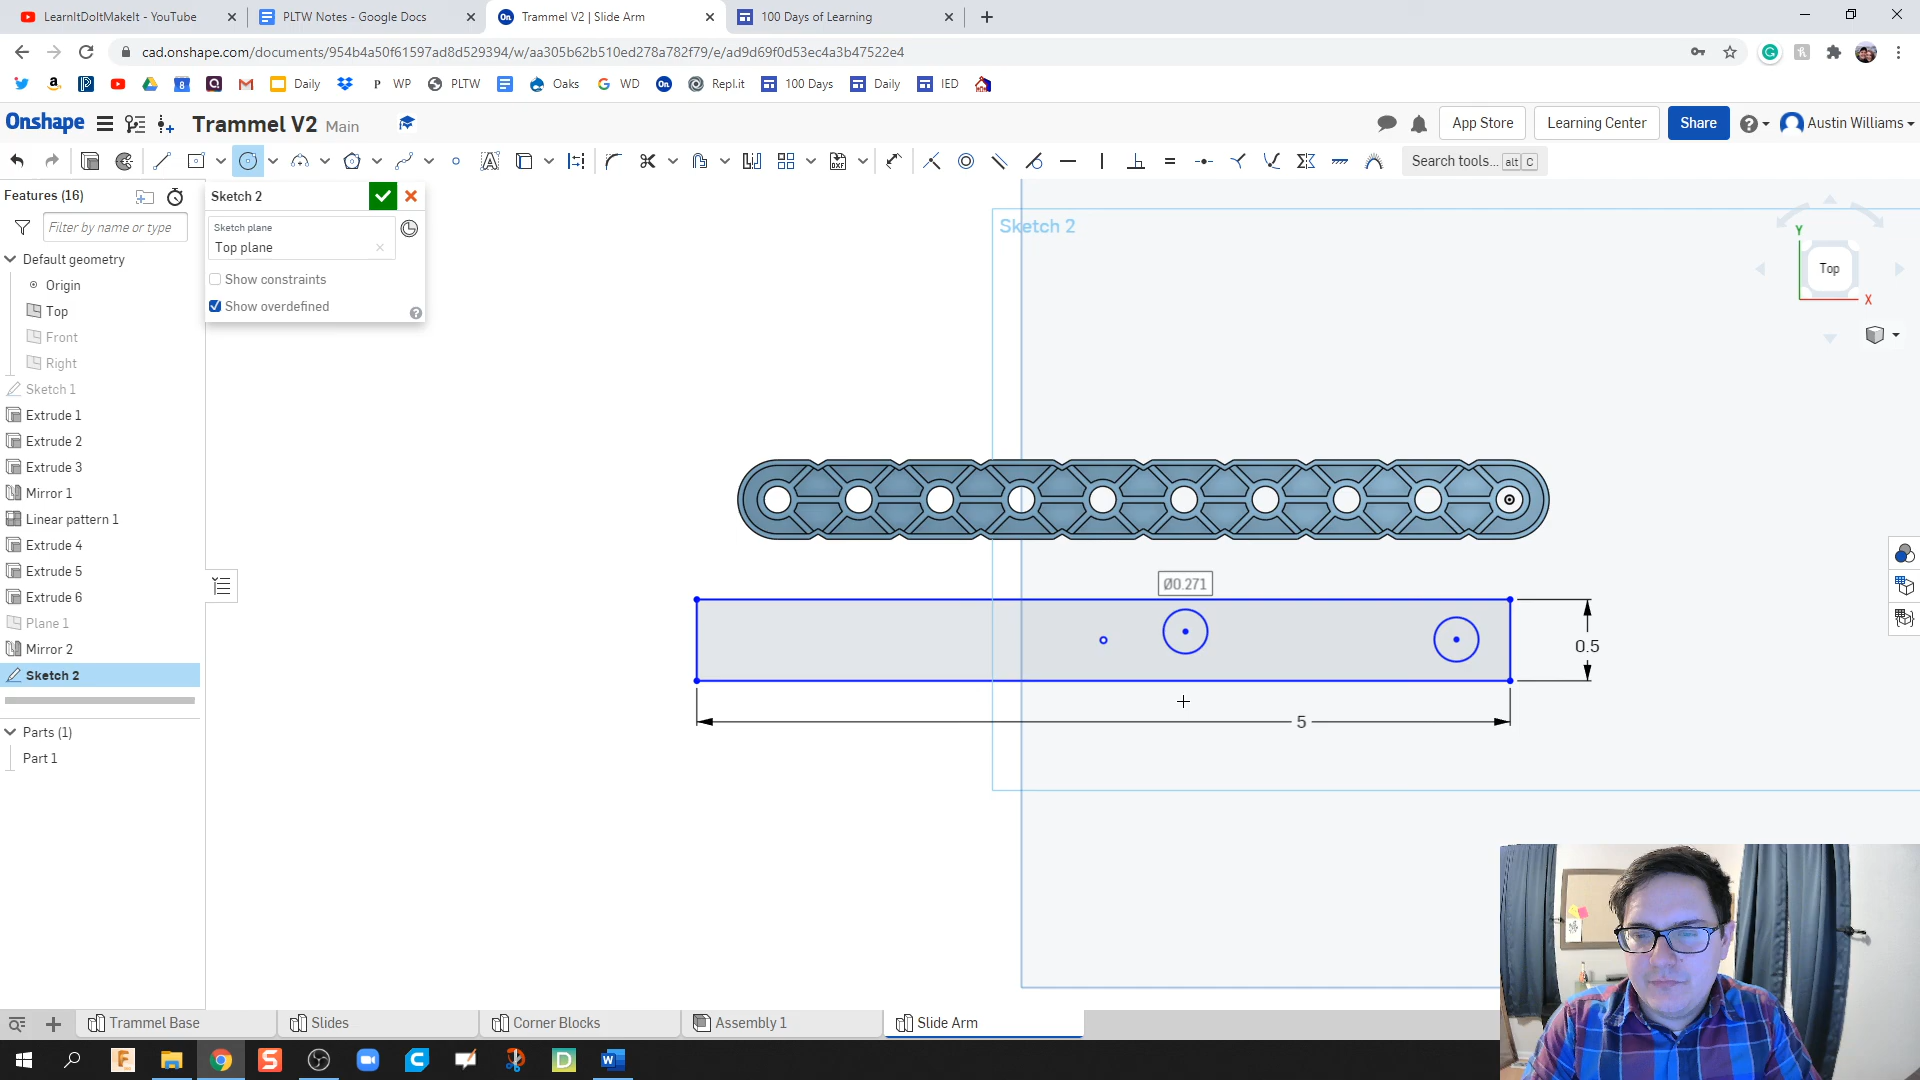 LearnItDoItMakeIt - YouTube
PLTW Notes - Google Docs
Trammel V2 | Slide Arm
100 Days of Learning
cad.onshape.com/documents/954b4a50f61597ad8d529394/w/aa305b62b510ed278a782f79/e/ad9d69f0d53ec4a3b47522e4
Daily
WP
PLTW
Oaks
WD
Repl.it
100 Days
Daily
IED
Onshape
Trammel V2 Main
App Store
Learning Center
Share
Austin Williams
Search tools... alt C
Features (16)
Filter by name or type
Default geometry
Origin
Top
Front
Right
Sketch 1
Extrude 1
Extrude 2
Extrude 3
Mirror 1
Linear pattern 1
Extrude 4
Extrude 5
Extrude 6
Plane 1
Mirror 2
Sketch 2
Parts (1)
Part 1
Sketch 2
Sketch plane
Top plane
Show constraints
Show overdefined
Sketch 2
Y
Top
X
Ø0.271
0.5
5
Trammel Base
Slides
Corner Blocks
Assembly 1
Slide Arm